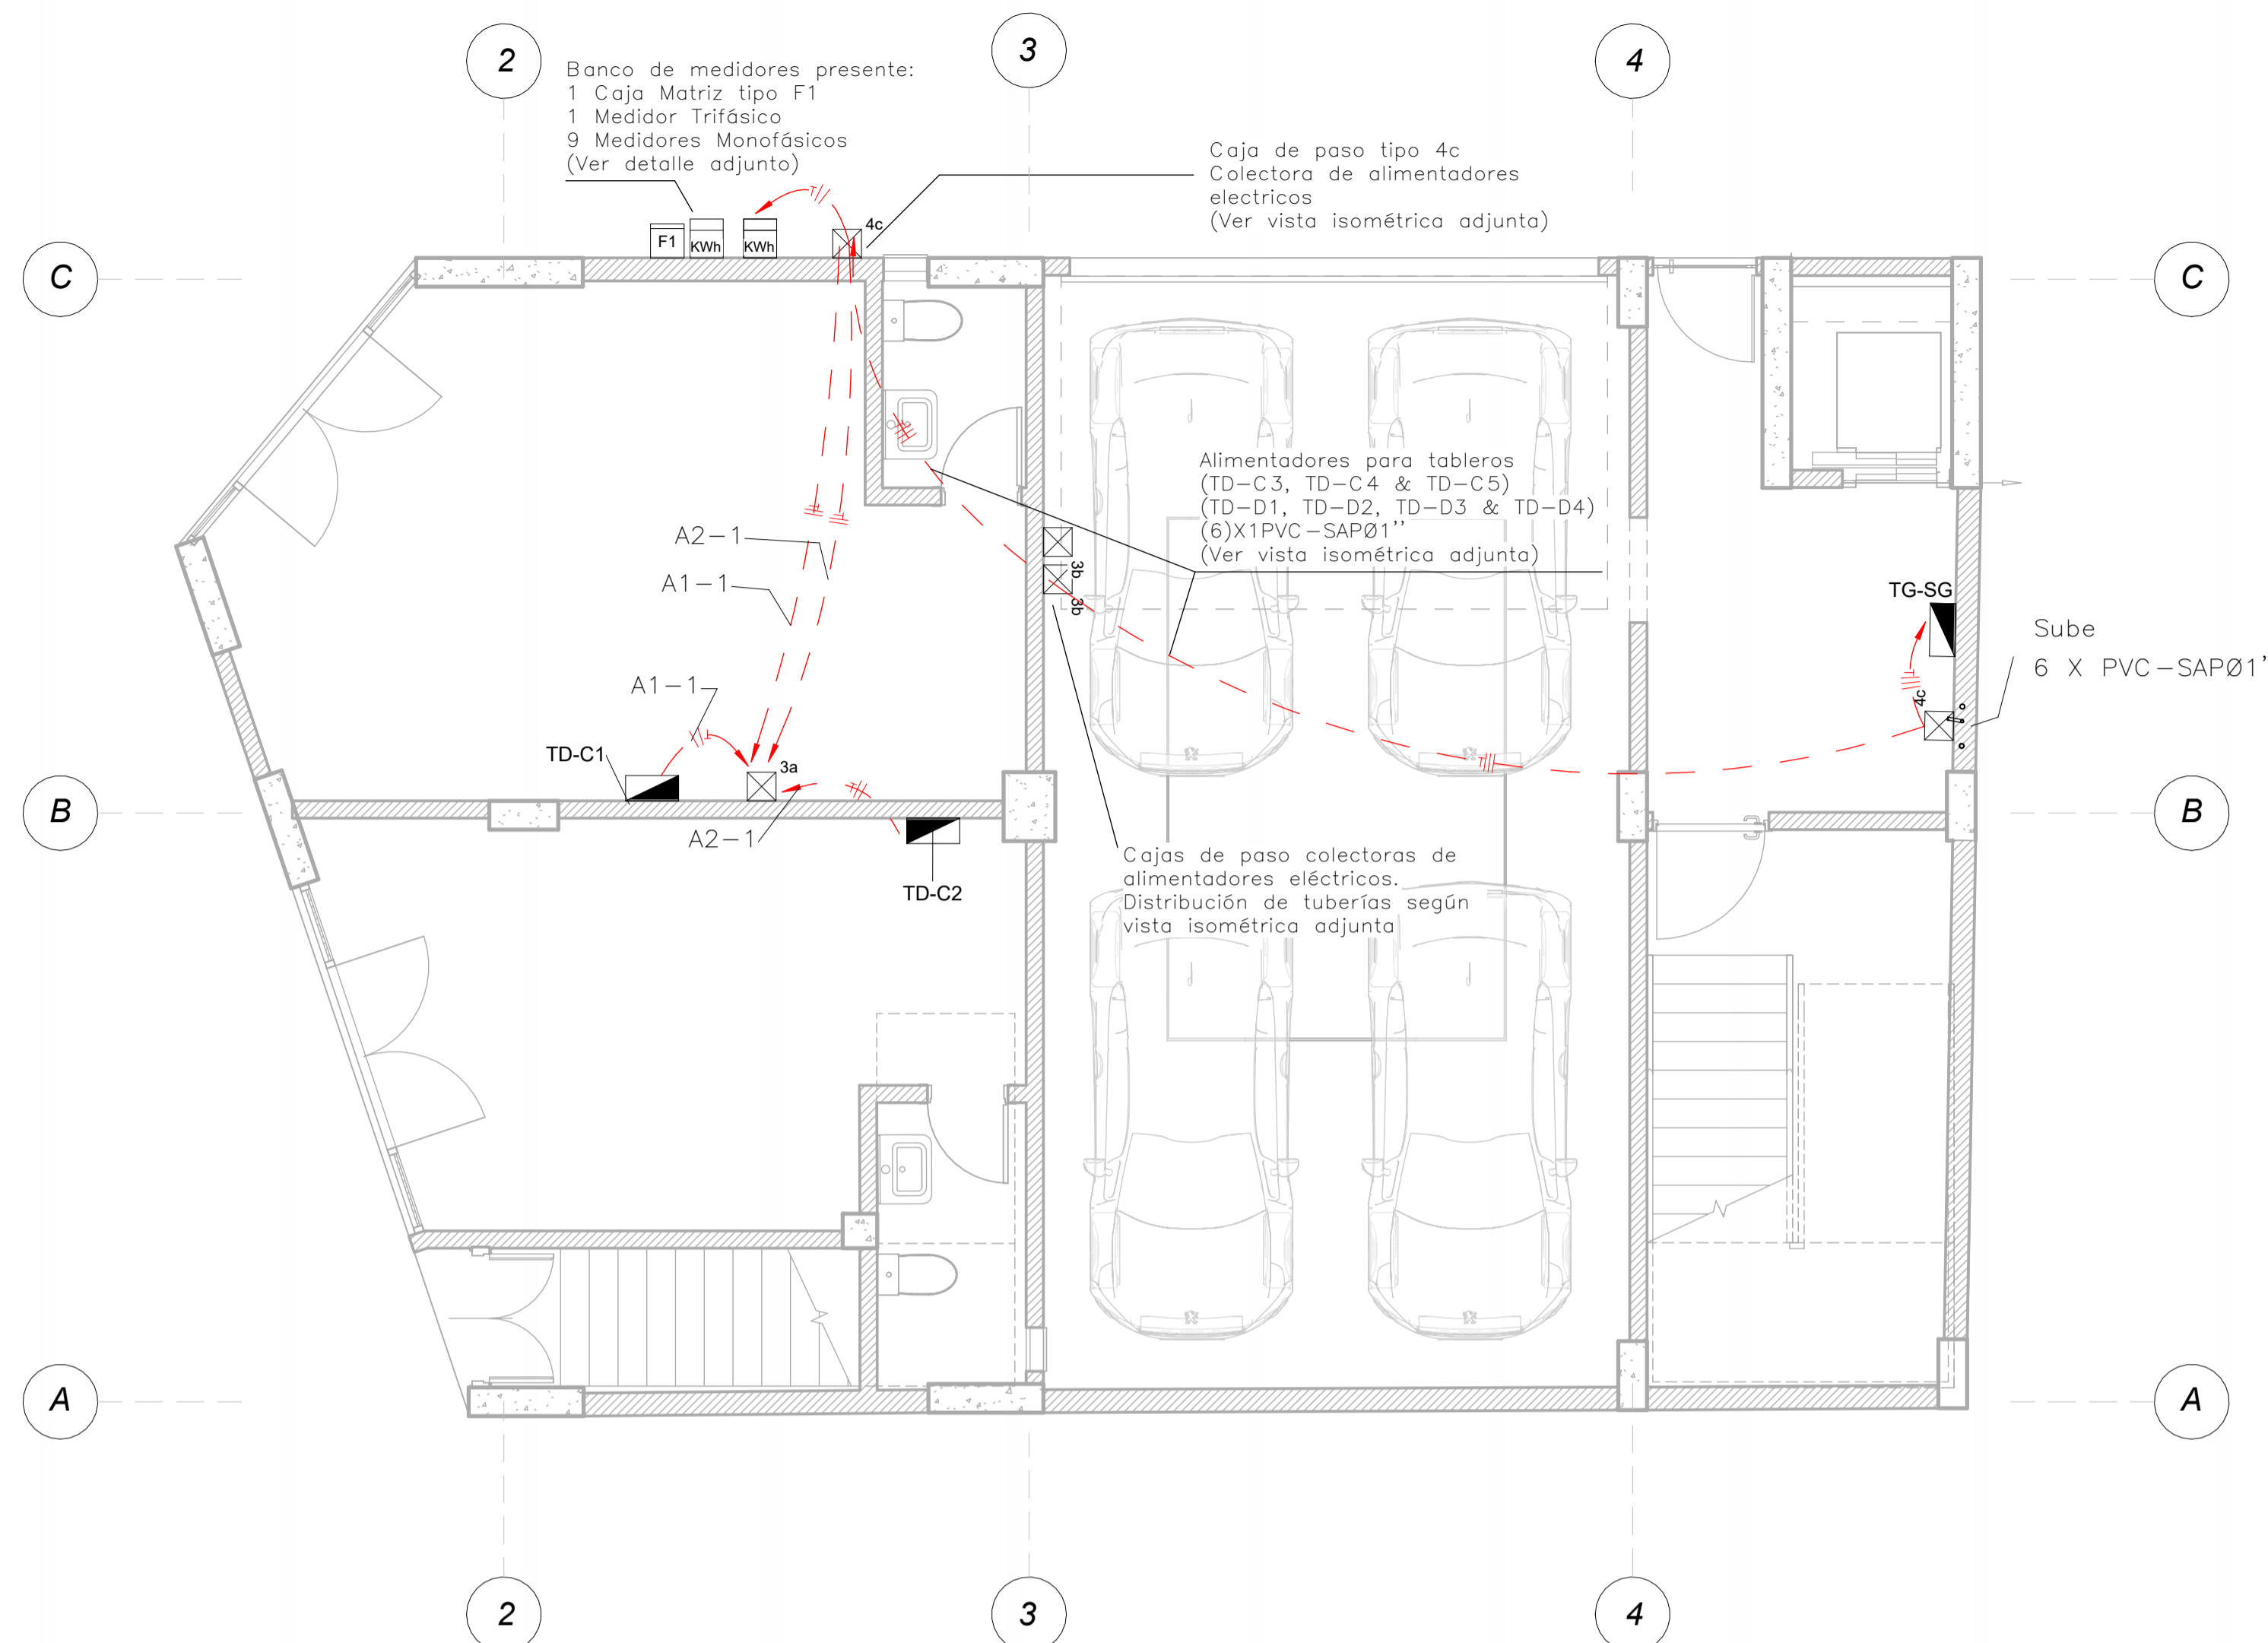 2
3
4
Banco de medidores presente:
1 Caja Matriz tipo F1
1 Medidor Trifásico
9 Medidores Monofásicos
(Ver detalle adjunto)
Caja de paso tipo 4c
Colectora de alimentadores
electricos
(Ver vista isométrica adjunta)
F1
KWh
KWh
4c
C
C
Alimentadores para tableros
(TD-C3, TD-C4 & TD-C5)
(TD-D1, TD-D2, TD-D3 & TD-D4)
(6)X1PVC-SAPØ1''
(Ver vista isométrica adjunta)
A2-1
A1-1
3b
3b
TG-SG
Sube
6 X PVC-SAPØ1'
4c
A1-1
TD-C1
3a
B
B
A2-1
TD-C2
Cajas de paso colectoras de
alimentadores eléctricos.
Distribución de tuberías según
vista isométrica adjunta
A
A
2
3
4